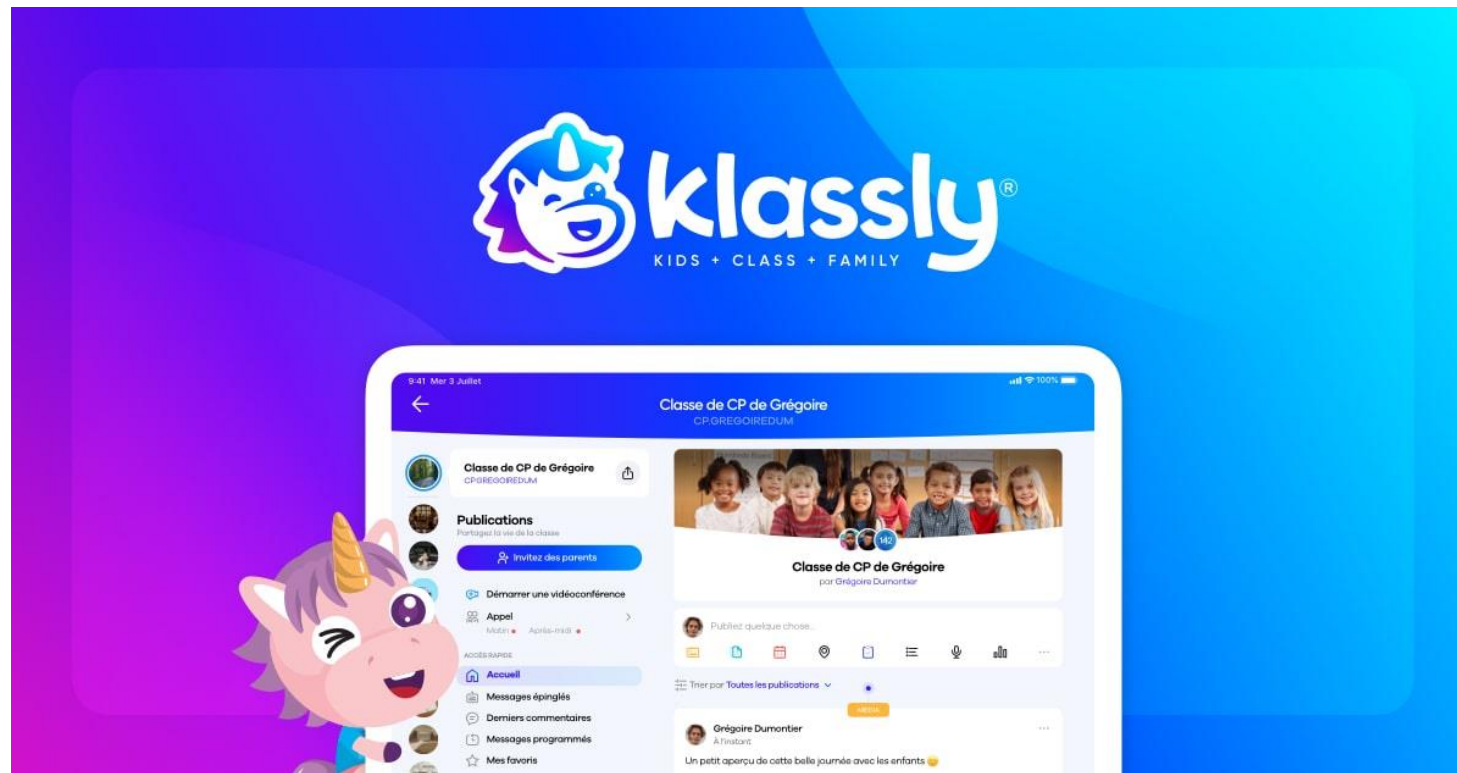 klassly®
KIDS + CLASS + FAMILY
9:41 Mer 3 Juillet
100%
Classe de CP de Grégoire
CP.GREGOIREDUM
Classe de CP de Grégoire
CPGREGOIREDUM
Publications
Partagez la vie de la classe
Invitez des parents
Démarrer une vidéoconférence
Appel
Matin Après-midi
ACCÈS RAPIDE
Accueil
Messages épinglés
Derniers commentaires
Messages programmés
Mes favoris
142
Classe de CP de Grégoire
par Grégoire Dumontier
Publiez quelque chose...
Trier par Toutes les publications
MEDIA
Grégoire Dumontier
À l'instant
Un petit aperçu de cette belle journée avec les enfants 😊